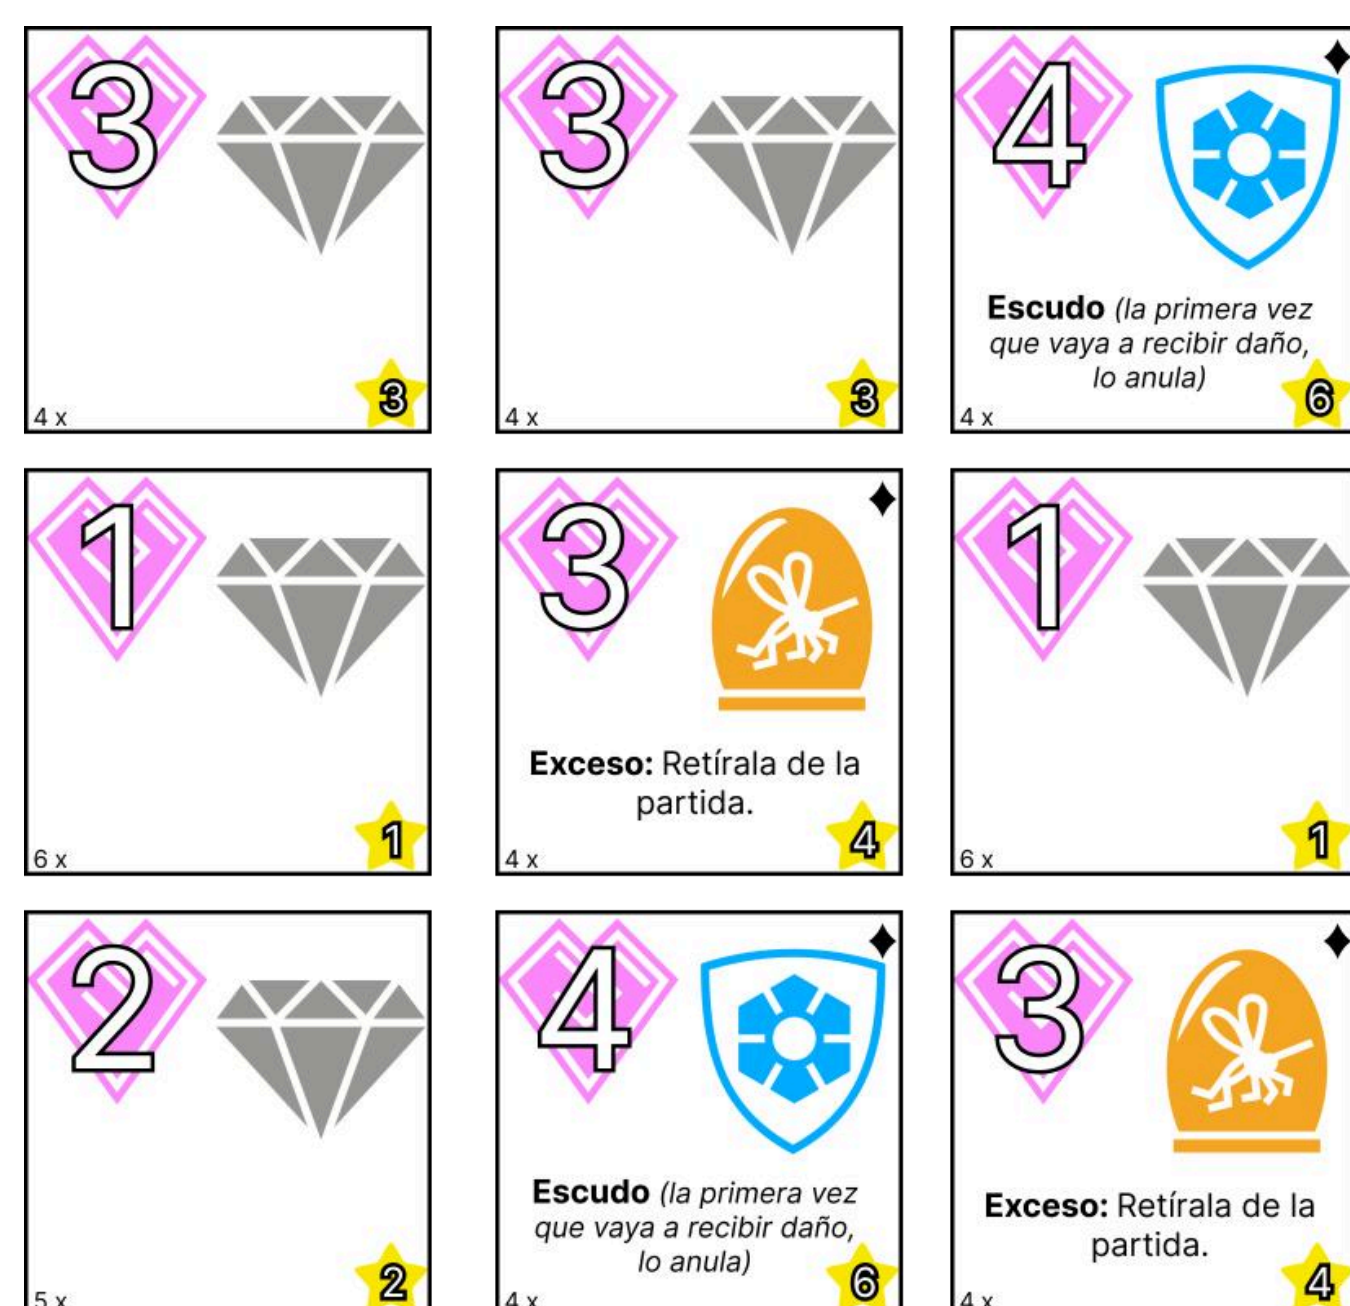 3
3
4 x
3
3
4 x
4
Escudo (la primera vez
que vaya a recibir daño,
lo anula)
6
4 x
1
1
6 x
3
Exceso: Retírala de la
partida.
4
4 x
1
1
6 x
2
2
5 x
4
Escudo (la primera vez
que vaya a recibir daño,
lo anula)
6
4 x
3
Exceso: Retírala de la
partida.
4
4 x